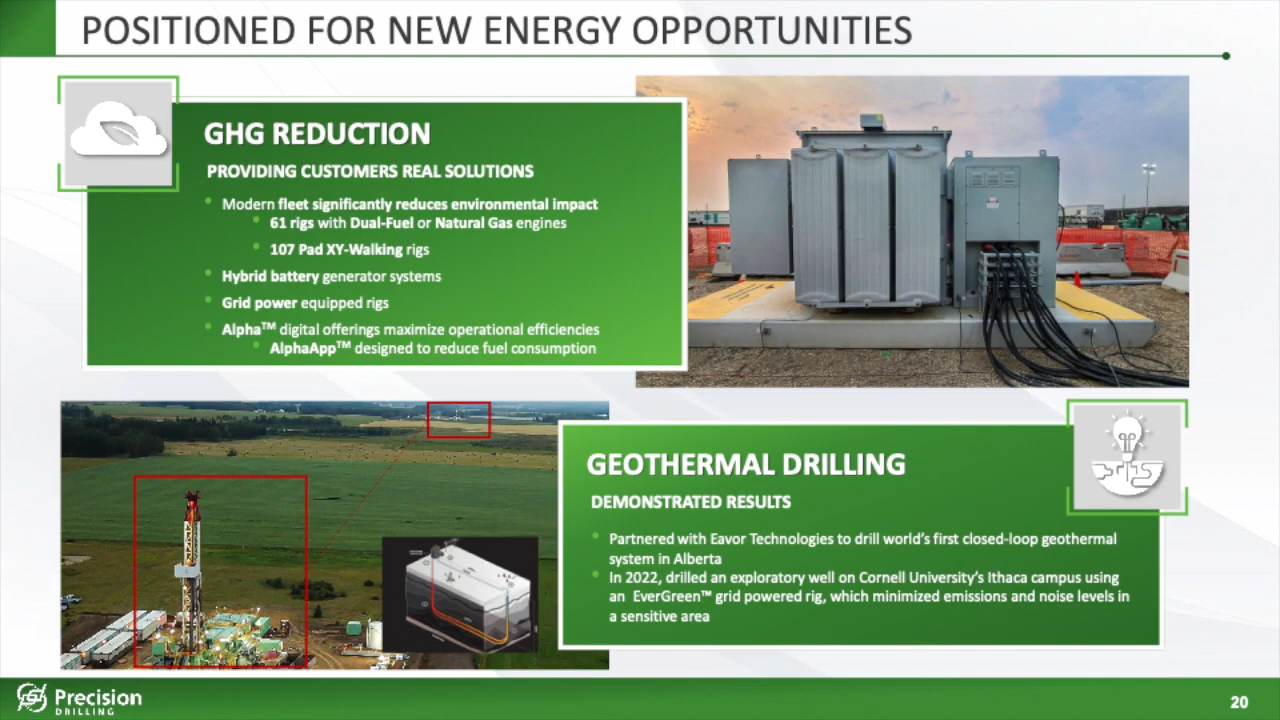 POSITIONED FOR NEW ENERGY OPPORTUNITIES
GHG REDUCTION
PROVIDING CUSTOMERS REAL SOLUTIONS
Modern fleet significantly reduces environmental impact
61 rigs with Dual-Fuel or Natural Gas engines
107 Pad XY-Walking rigs
Hybrid battery generator systems
Grid power equipped rigs
Alpha™ digital offerings maximize operational efficiencies
AlphaApp™ designed to reduce fuel consumption
GEOTHERMAL DRILLING
DEMONSTRATED RESULTS
Partnered with Eavor Technologies to drill world's first closed-loop geothermal
system in Alberta
In 2022, drilled an exploratory well on Cornell University's Ithaca campus using
an EverGreen™ grid powered rig, which minimized emissions and noise levels in
a sensitive area
Precision
DRILLING
20